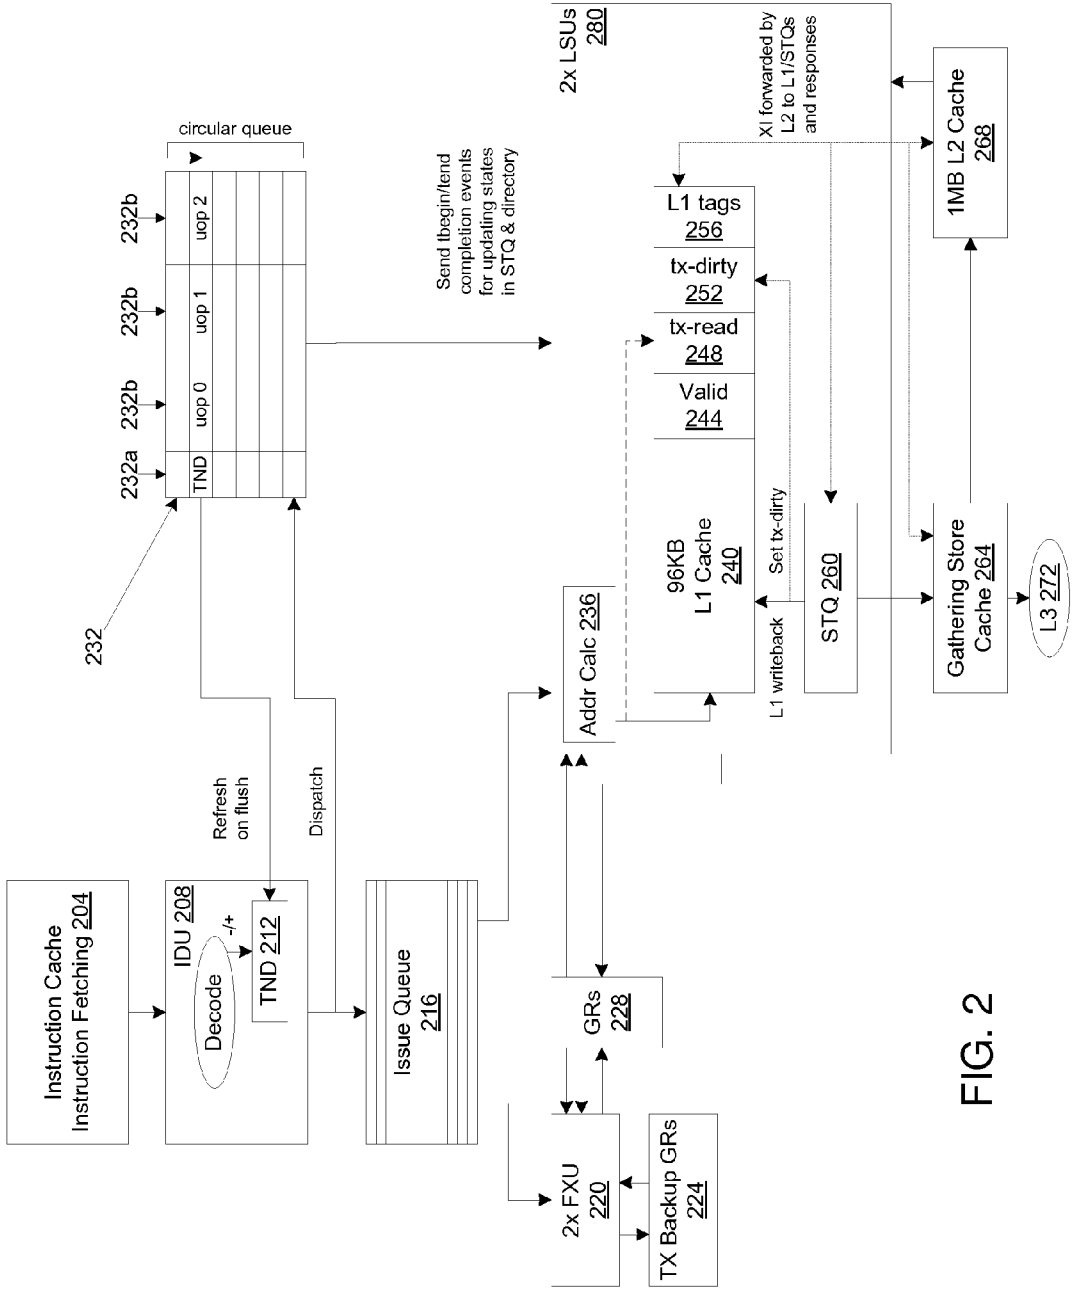 Instruction Cache
Instruction Fetching 204
IDU 208
Decode
-/+
TND 212
Refresh
on flush
Dispatch
Issue Queue
216
232
232a
232b
232b
232b
TND
uop 0
uop 1
uop 2
circular queue
Send tbegin/tend
completion events
for updating states
in STQ & directory
2x FXU
220
TX Backup GRs
224
GRs
228
2x LSUs
280
Addr Calc 236
96KB
L1 Cache
240
Valid
244
tx-read
248
tx-dirty
252
L1 tags
256
L1 writeback
Set tx-dirty
XI forwarded by
L2 to L1/STQs
and responses
STQ 260
Gathering Store
Cache 264
1MB L2 Cache
268
L3 272
FIG. 2